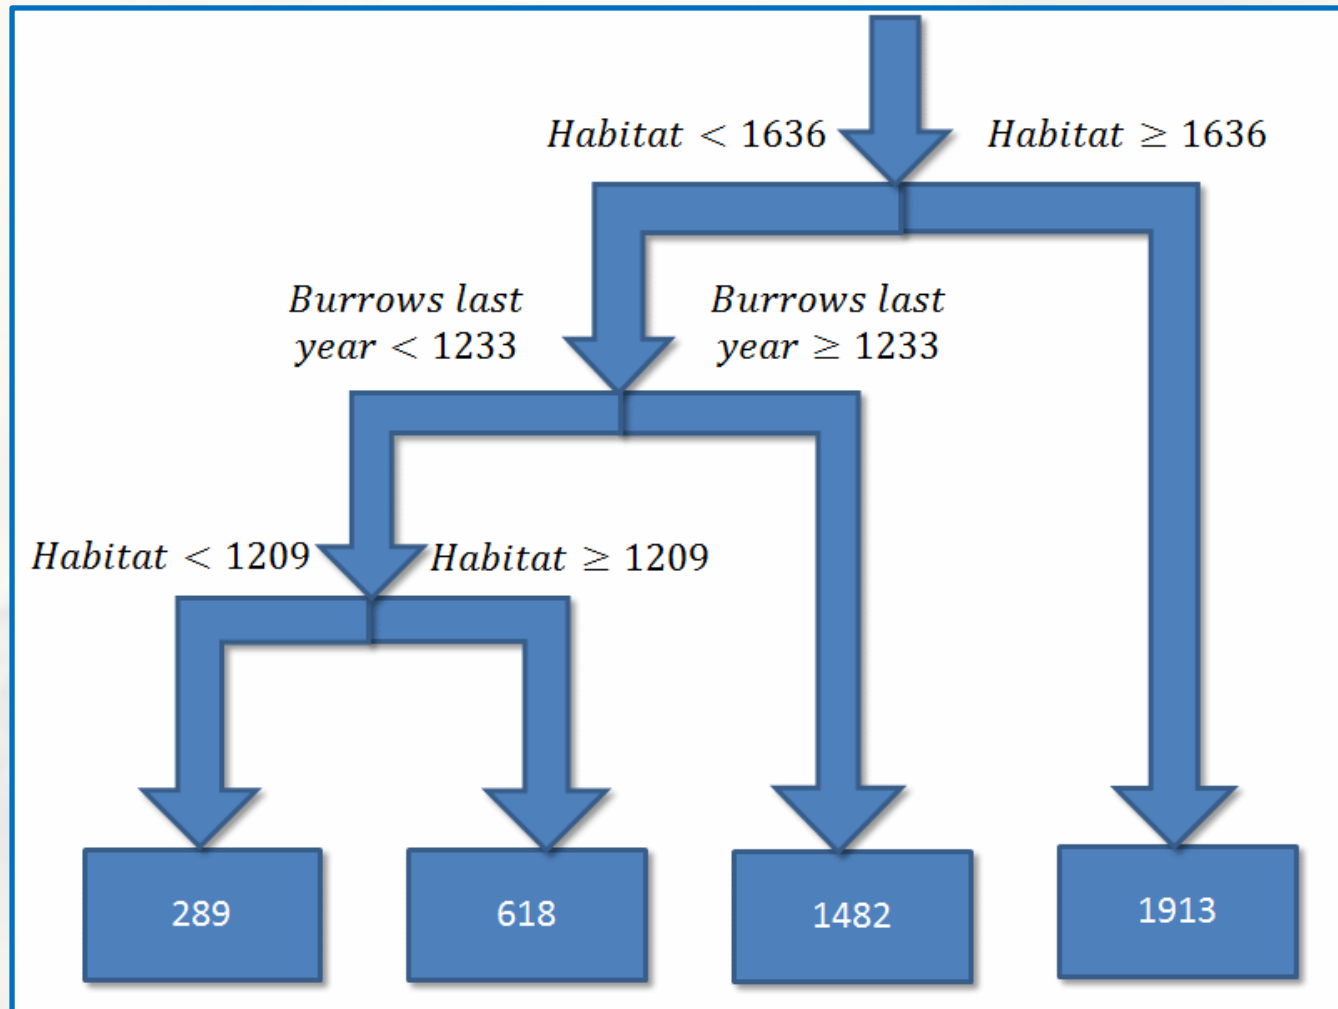 Habitat < 1636
Habitat ≥ 1636
Burrows last
year < 1233
Burrows last
year ≥ 1233
Habitat < 1209
Habitat ≥ 1209
289
618
1482
1913